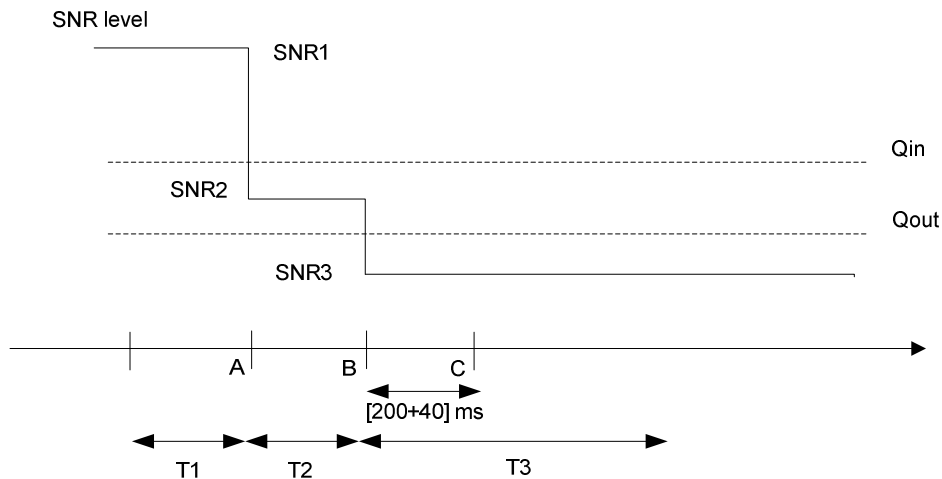 SNR level
SNR1
Qin
SNR2
Qout
SNR3
A
B
C
[200+40] ms
T1
T2
T3